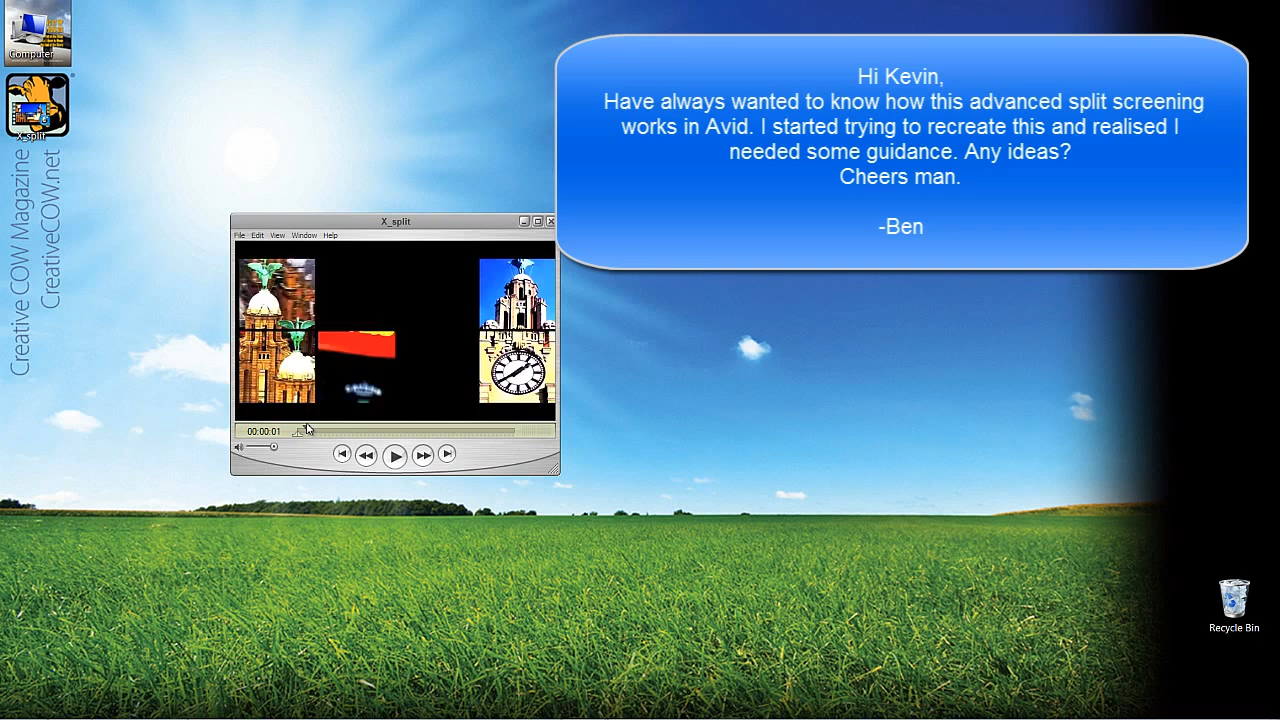 Computer
X_split
Creative COW Magazine
CreativeCOW.net
Hi Kevin,
Have always wanted to know how this advanced split screening
works in Avid. I started trying to recreate this and realised I
needed some guidance. Any ideas?
Cheers man.
-Ben
X_split
File Edit View Window Help
00:00:01
Recycle Bin